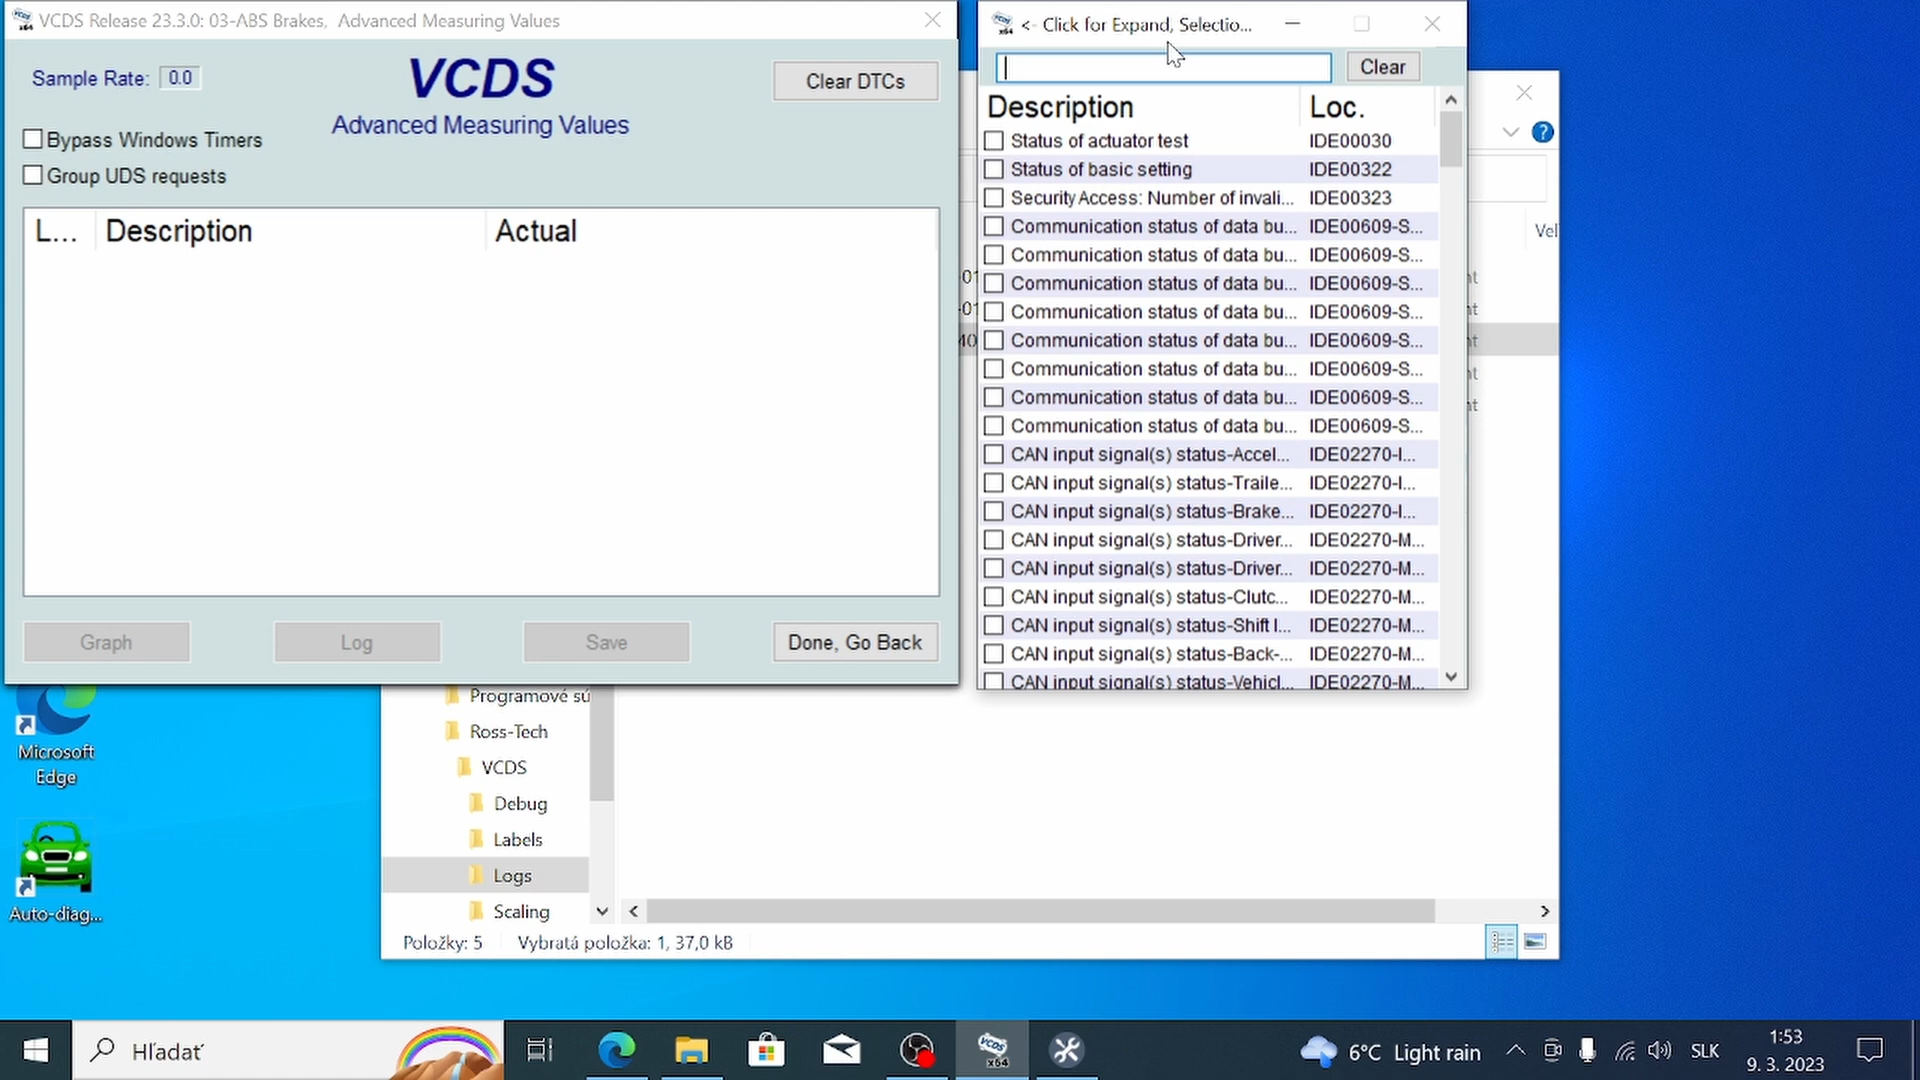 VCDS Release 23.3.0: 03-ABS Brakes,  Advanced Measuring Values
Sample Rate: 0.0
VCDS
Advanced Measuring Values
Clear DTCs
Bypass Windows Timers
Group UDS requests
L... Description Actual
Graph Log Save Done, Go Back
<- Click for Expand, Selectio...
Clear
Description Loc.
Status of actuator test IDE00030
Status of basic setting IDE00322
Security Access: Number of invali... IDE00323
Communication status of data bu... IDE00609-S...
Communication status of data bu... IDE00609-S...
Communication status of data bu... IDE00609-S...
Communication status of data bu... IDE00609-S...
Communication status of data bu... IDE00609-S...
Communication status of data bu... IDE00609-S...
Communication status of data bu... IDE00609-S...
Communication status of data bu... IDE00609-S...
CAN input signal(s) status-Accel... IDE02270-I...
CAN input signal(s) status-Traile... IDE02270-I...
CAN input signal(s) status-Brake... IDE02270-I...
CAN input signal(s) status-Driver... IDE02270-M...
CAN input signal(s) status-Driver... IDE02270-M...
CAN input signal(s) status-Clutc... IDE02270-M...
CAN input signal(s) status-Shift l... IDE02270-M...
CAN input signal(s) status-Back-... IDE02270-M...
CAN input signal(s) status-Vehicl... IDE02270-M...
Vel
Programové sú
Ross-Tech
VCDS
Debug
Labels
Logs
Scaling
Položky: 5 Vybratá položka: 1, 37,0 kB
Microsoft
Edge
Auto-diag...
Hľadať
VCDS
x64
6°C Light rain
SLK
1:53
9. 3. 2023